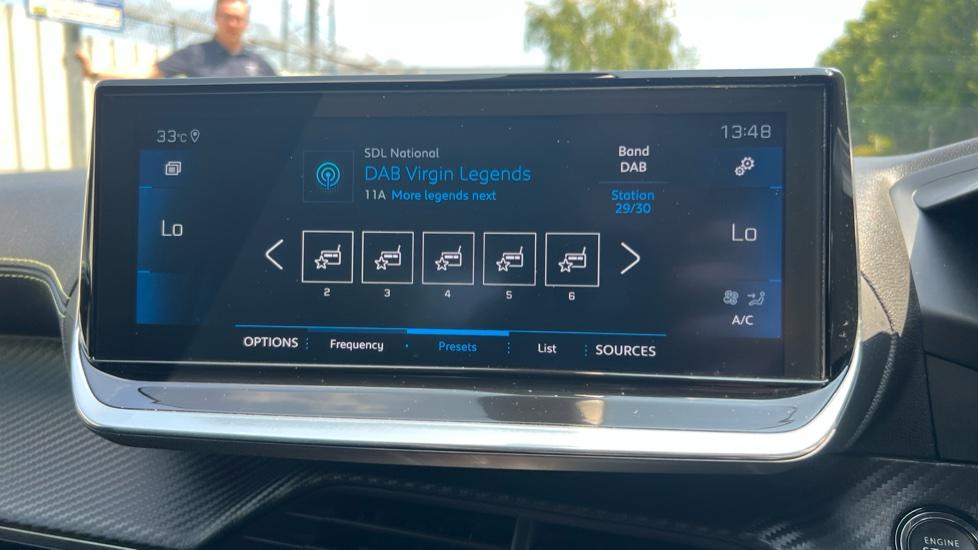 33°C
13:48
SDL National
DAB Virgin Legends
11A More legends next
Band
DAB
Station
29/30
Lo
Lo
2 3 4 5 6
A/C
OPTIONS Frequency Presets List SOURCES
ENGINE